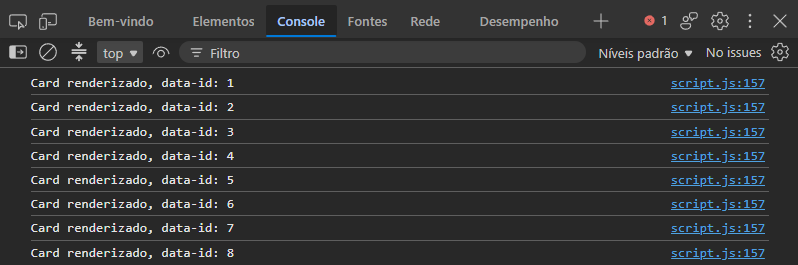 Bem-vindo Elementos Console Fontes Rede Desempenho 1
top Filtro Níveis padrão No issues
Card renderizado, data-id: 1 script.js:157
Card renderizado, data-id: 2 script.js:157
Card renderizado, data-id: 3 script.js:157
Card renderizado, data-id: 4 script.js:157
Card renderizado, data-id: 5 script.js:157
Card renderizado, data-id: 6 script.js:157
Card renderizado, data-id: 7 script.js:157
Card renderizado, data-id: 8 script.js:157